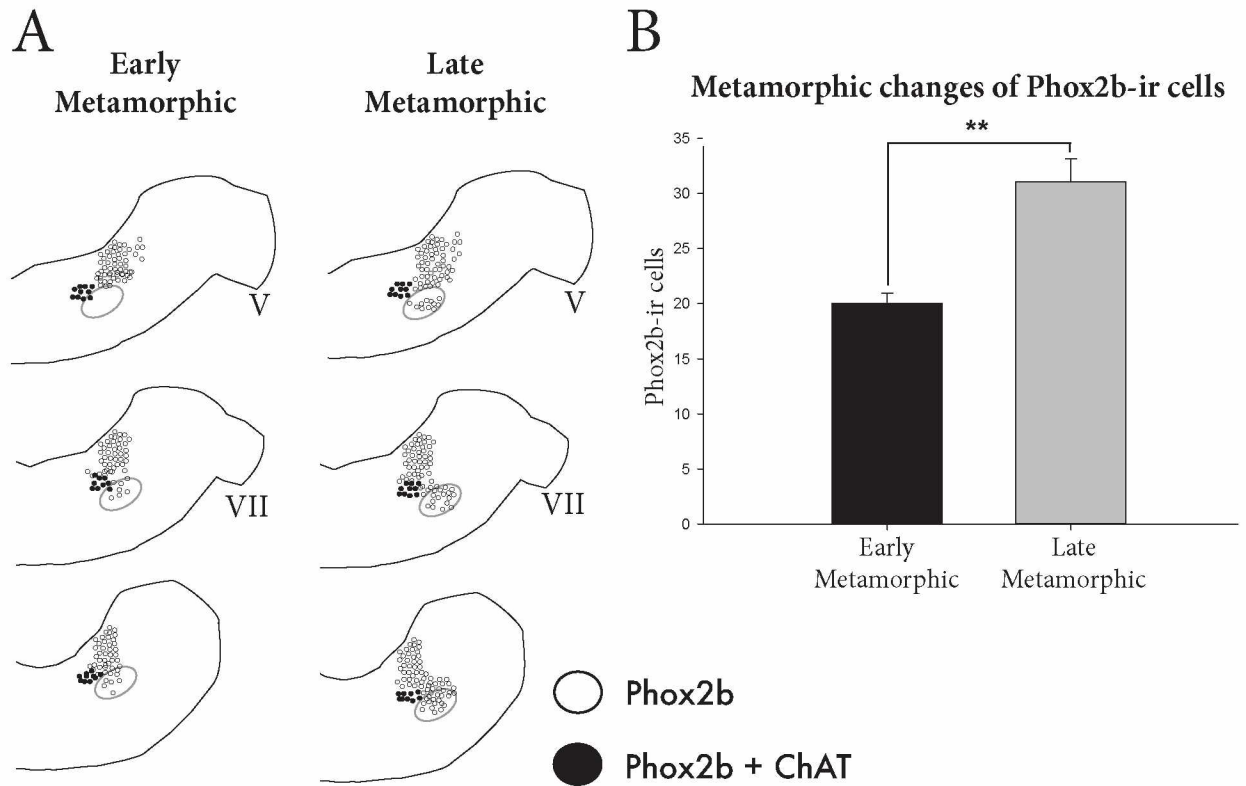 A
Early
Metamorphic
Late
Metamorphic
V
V
VII
VII
Phox2b
Phox2b + ChAT
B
Metamorphic changes of Phox2b-ir cells
**
Phox2b-ir cells
35
30
25
20
15
10
5
0
Early
Metamorphic
Late
Metamorphic